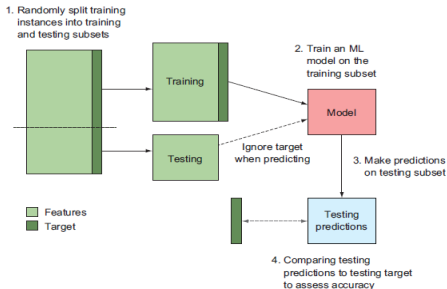 1. Randomly split training
instances into training
and testing subsets
2. Train an ML
model on the
training subset
Training
Model
Testing
Ignore target
when predicting
3. Make predictions
on testing subset
Features
Target
Testing
predictions
4. Comparing testing
predictions to testing target
to assess accuracy